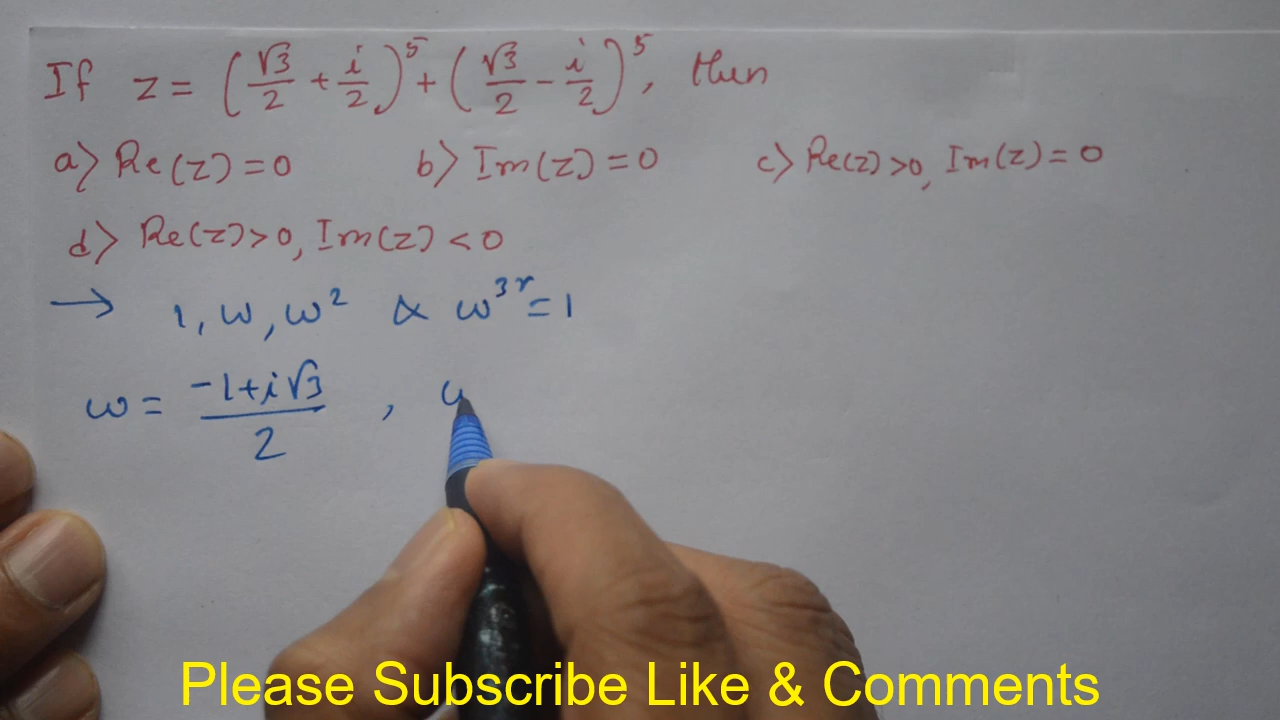 If z = (√3/2 + i/2)^5 + (√3/2 - i/2)^5, then
a) Re(z) = 0 b) Im(z) = 0 c) Re(z) > 0, Im(z) = 0
d) Re(z) > 0, Im(z) < 0
→ 1, ω, ω² & ω^3r = 1
ω = (-1 + i√3)/2 ,
Please Subscribe Like & Comments